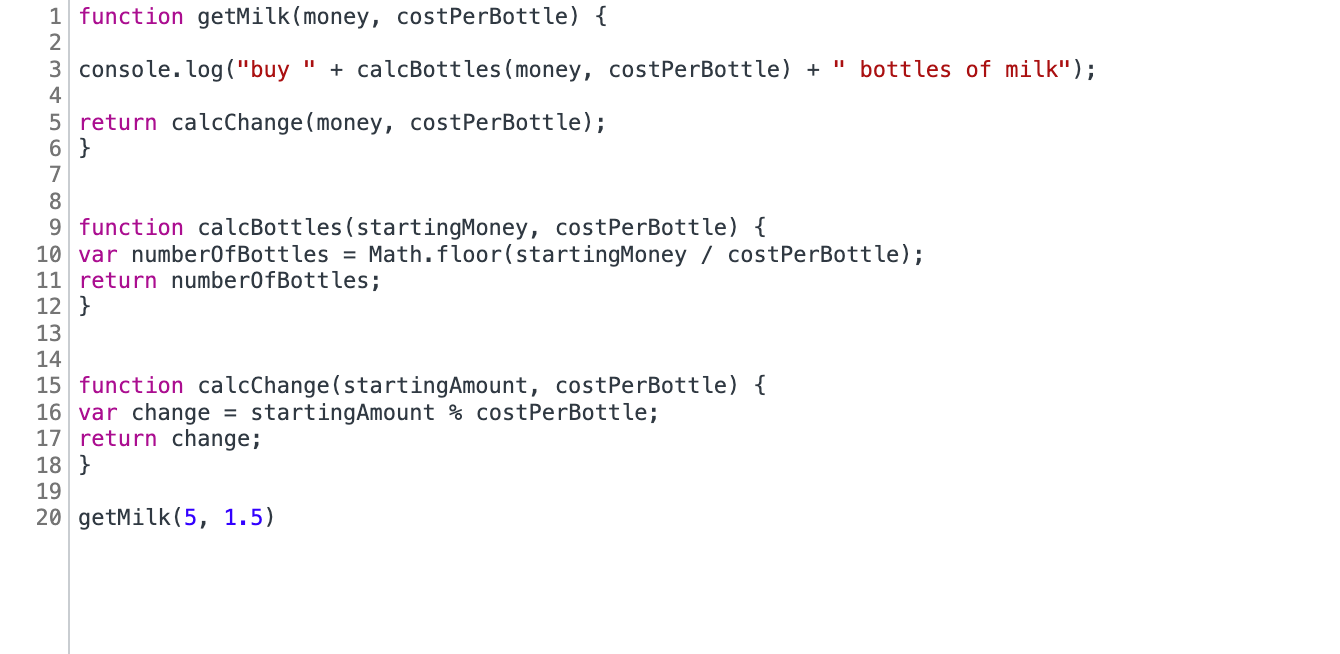 1 function getMilk(money, costPerBottle) {
2
3 console.log("buy " + calcBottles(money, costPerBottle) + " bottles of milk");
4
5 return calcChange(money, costPerBottle);
6 }
7
8
9 function calcBottles(startingMoney, costPerBottle) {
10 var numberOfBottles = Math.floor(startingMoney / costPerBottle);
11 return numberOfBottles;
12 }
13
14
15 function calcChange(startingAmount, costPerBottle) {
16 var change = startingAmount % costPerBottle;
17 return change;
18 }
19
20 getMilk(5, 1.5)